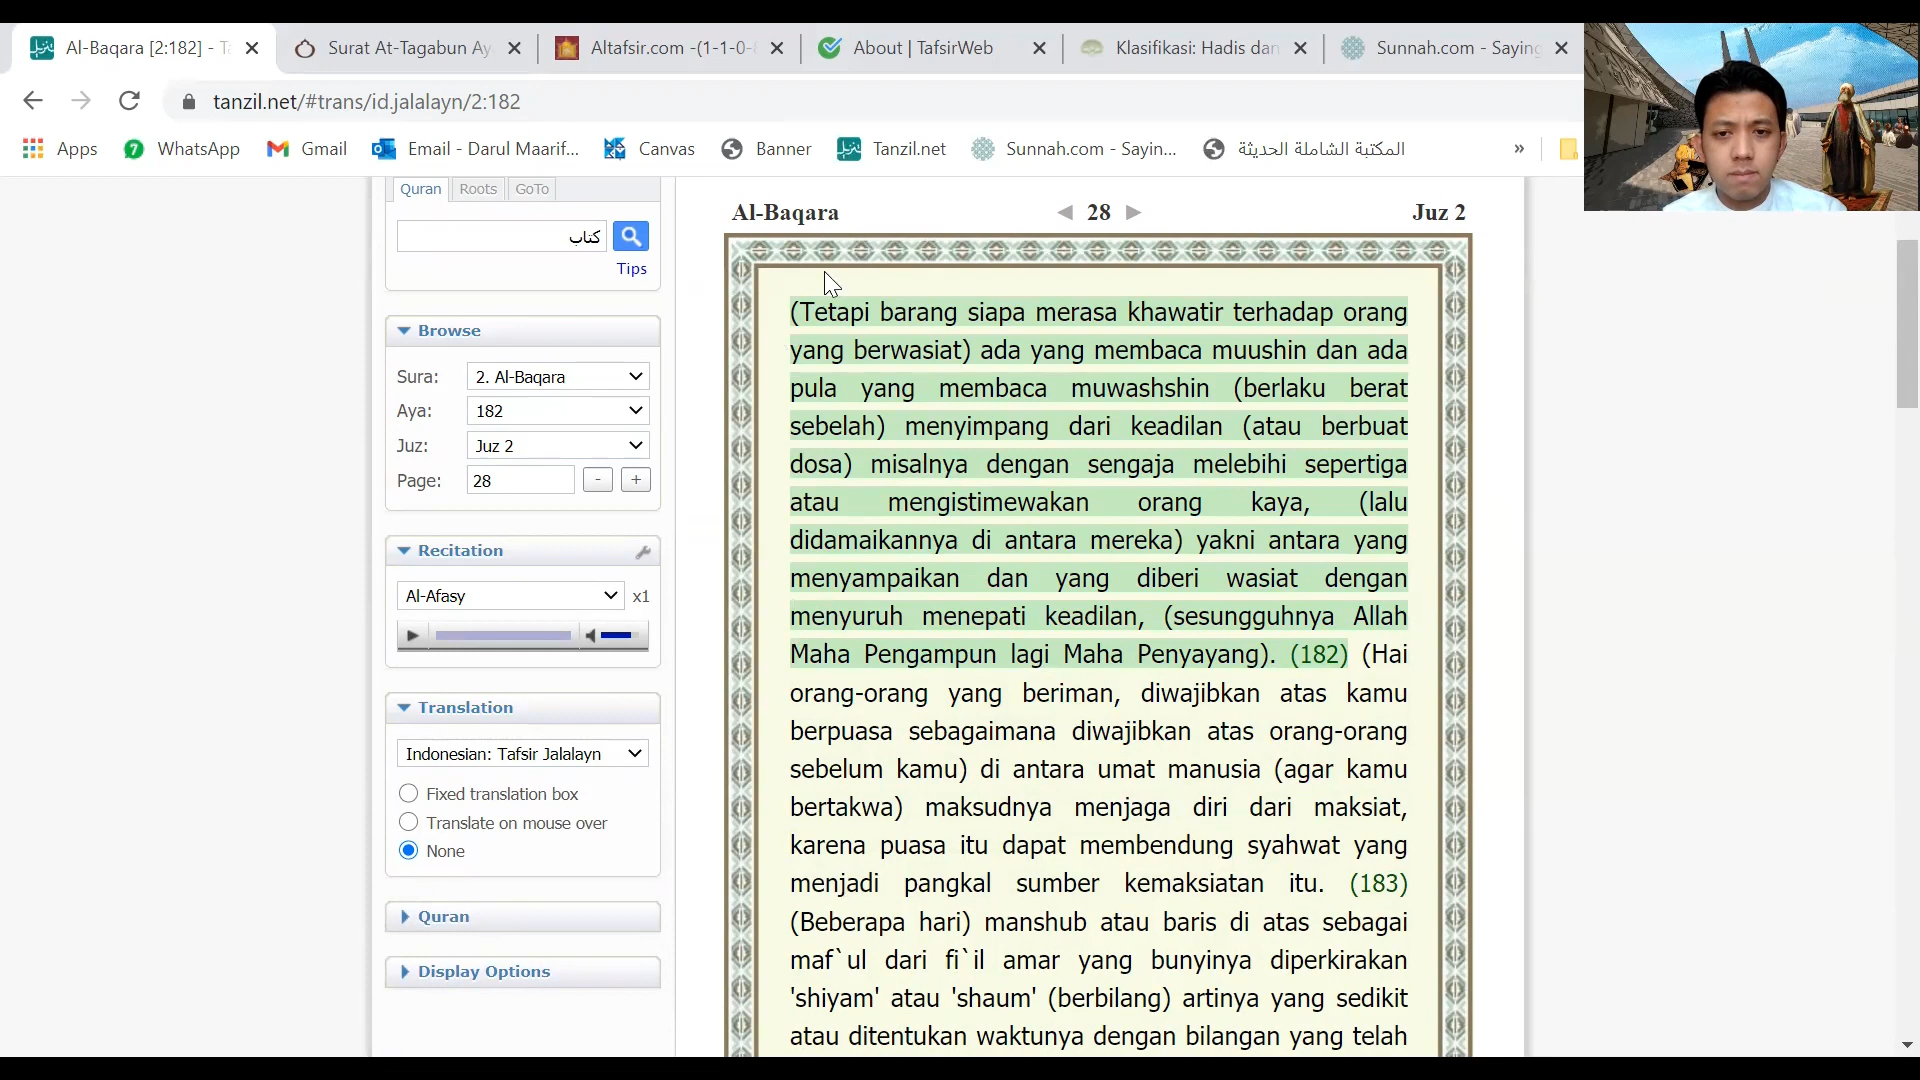 Al-Baqara [2:182] - Ta
Surat At-Tagabun Ay
Altafsir.com -(1-1-0-
About | TafsirWeb
Klasifikasi: Hadis dan
Sunnah.com - Saying
tanzil.net/#trans/id.jalalayn/2:182
Apps
7
WhatsApp
Gmail
Email - Darul Maarif...
Canvas
Banner
Tanzil.net
Sunnah.com - Sayin...
المكتبة الشاملة الحديثة
»
Quran
Roots
GoTo
كتاب
Tips
Browse
Sura: 2. Al-Baqara
Aya: 182
Juz: Juz 2
Page: 28 - +
Recitation
Al-Afasy x1
Translation
Indonesian: Tafsir Jalalayn
Fixed translation box
Translate on mouse over
None
Quran
Display Options
Al-Baqara 28 Juz 2
(Tetapi barang siapa merasa khawatir terhadap orang
yang berwasiat) ada yang membaca muushin dan ada
pula yang membaca muwashshin (berlaku berat
sebelah) menyimpang dari keadilan (atau berbuat
dosa) misalnya dengan sengaja melebihi sepertiga
atau mengistimewakan orang kaya, (lalu
didamaikannya di antara mereka) yakni antara yang
menyampaikan dan yang diberi wasiat dengan
menyuruh menepati keadilan, (sesungguhnya Allah
Maha Pengampun lagi Maha Penyayang). (182) (Hai
orang-orang yang beriman, diwajibkan atas kamu
berpuasa sebagaimana diwajibkan atas orang-orang
sebelum kamu) di antara umat manusia (agar kamu
bertakwa) maksudnya menjaga diri dari maksiat,
karena puasa itu dapat membendung syahwat yang
menjadi pangkal sumber kemaksiatan itu. (183)
(Beberapa hari) manshub atau baris di atas sebagai
maf`ul dari fi`il amar yang bunyinya diperkirakan
'shiyam' atau 'shaum' (berbilang) artinya yang sedikit
atau ditentukan waktunya dengan bilangan yang telah